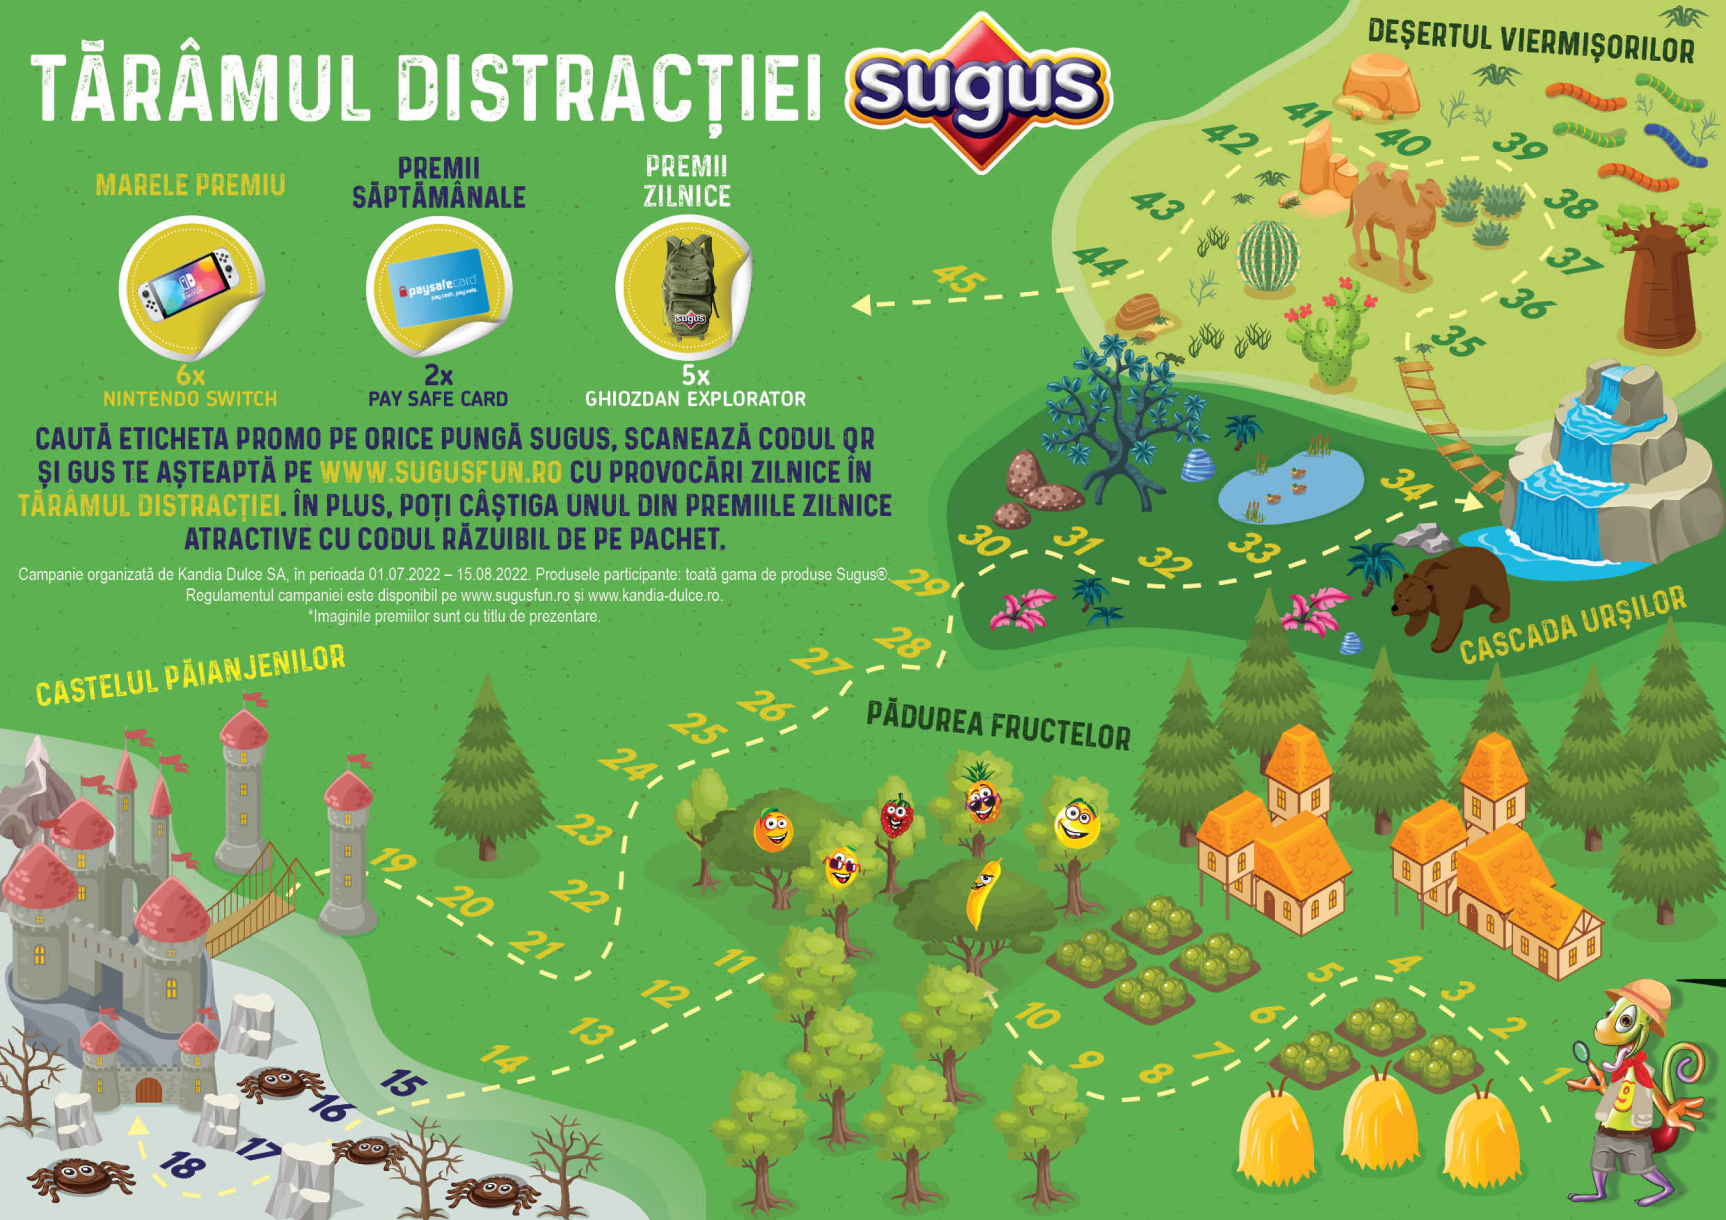 TĂRÂMUL DISTRACȚIEI
sugus
MARELE PREMIU
6x
NINTENDO SWITCH
PREMII
SĂPTĂMÂNALE
paysafecard
pay cash. pay safe.
2x
PAY SAFE CARD
PREMII
ZILNICE
sugus
5x
GHIOZDAN EXPLORATOR
CAUTĂ ETICHETA PROMO PE ORICE PUNGĂ SUGUS, SCANEAZĂ CODUL QR
ȘI GUS TE AȘTEAPTĂ PE WWW.SUGUSFUN.RO CU PROVOCĂRI ZILNICE ÎN
TĂRÂMUL DISTRACȚIEI. ÎN PLUS, POȚI CÂȘTIGA UNUL DIN PREMIILE ZILNICE
ATRACTIVE CU CODUL RĂZUIBIL DE PE PACHET.
Campanie organizată de Kandia Dulce SA, în perioada 01.07.2022 – 15.08.2022. Produsele participante: toată gama de produse Sugus®.
Regulamentul campaniei este disponibil pe www.sugusfun.ro și www.kandia-dulce.ro.
*Imaginile premiilor sunt cu titlu de prezentare.
DEȘERTUL VIERMIȘORILOR
45
44
43
42
41
40
39
38
37
36
35
34
33
32
31
30
29
28
27
26
25
24
23
22
21
20
19
CASCADA URȘILOR
CASTELUL PĂIANJENILOR
PĂDUREA FRUCTELOR
18
17
16
15
14
13
12
11
10
9
8
7
6
5
4
3
2
1
g